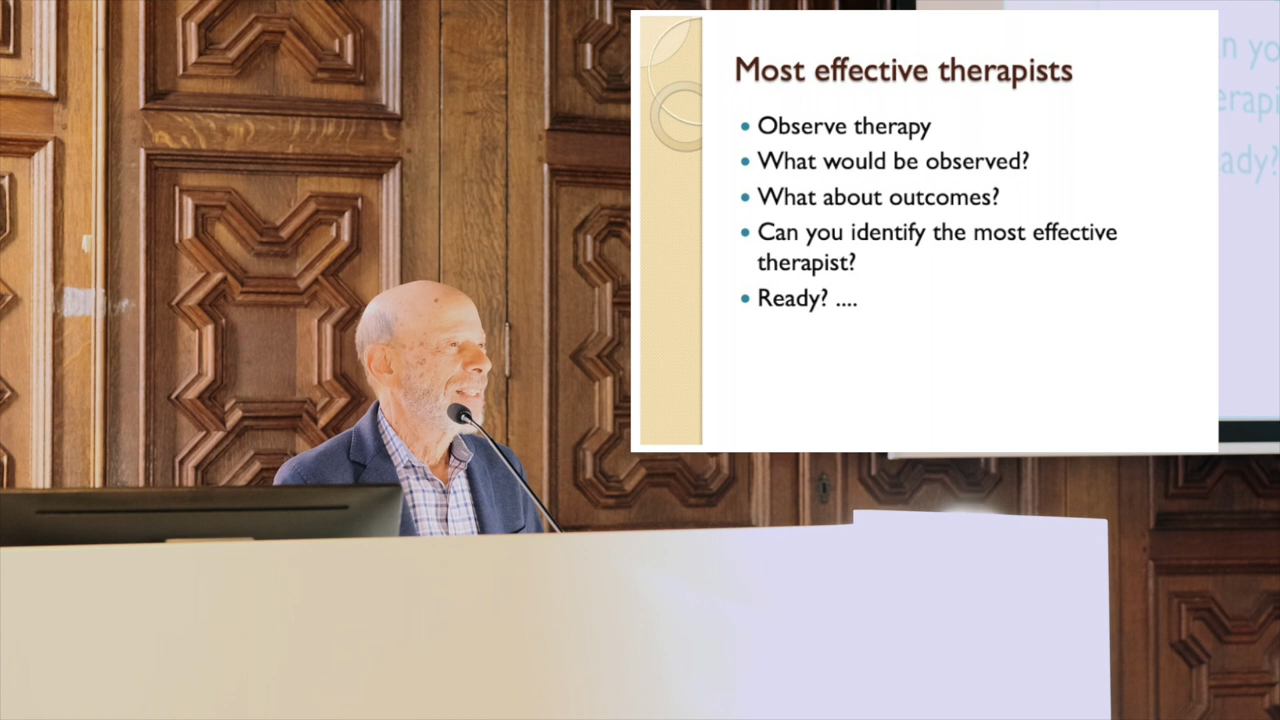 Most effective therapists
• Observe therapy
• What would be observed?
• What about outcomes?
• Can you identify the most effective
therapist?
• Ready? ....